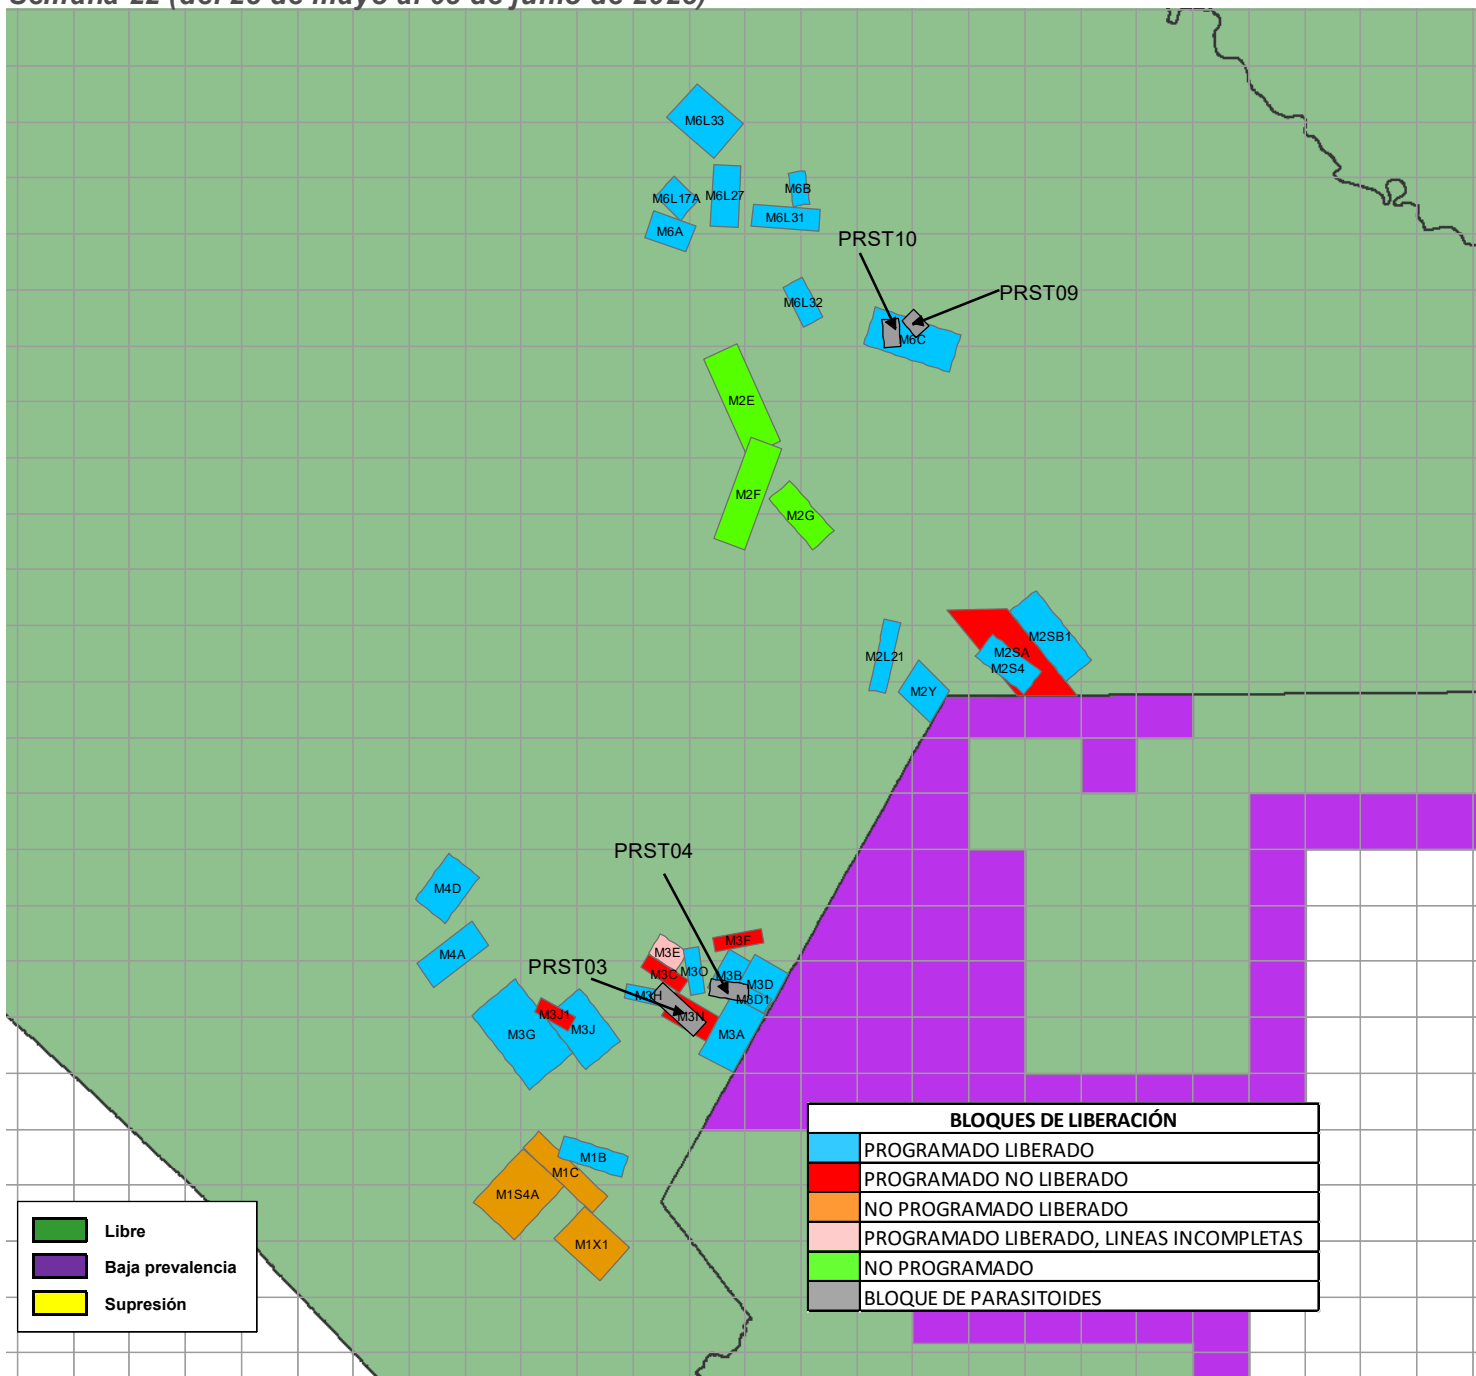 M6L33
M6L17A
M6L27
M6B
M6L31
M6A
PRST10
PRST09
M6L32
M6C
M2E
M2F
M2G
M2SB1
M2SA
M2S4
M2L21
M2Y
PRST04
M4D
M4A
M3F
M3E
M3C
M3O
M3B
M3D
M3D1
PRST03
M3H
M3N
M3A
M3J1
M3J
M3G
M1B
M1C
M1S4A
M1X1
BLOQUES DE LIBERACIÓN
PROGRAMADO LIBERADO
PROGRAMADO NO LIBERADO
NO PROGRAMADO LIBERADO
PROGRAMADO LIBERADO, LINEAS INCOMPLETAS
NO PROGRAMADO
BLOQUE DE PARASITOIDES
Libre
Baja prevalencia
Supresión